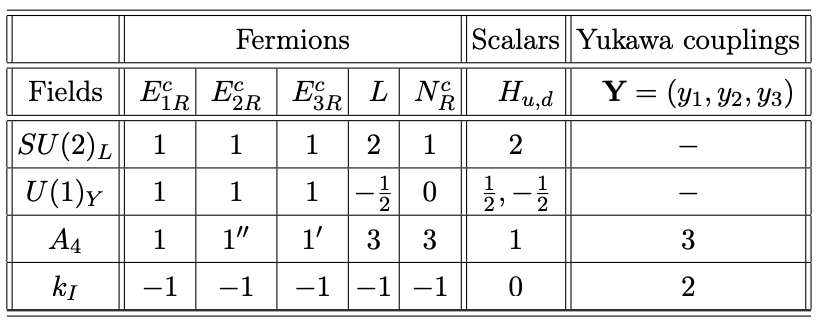 Fermions Scalars Yukawa couplings
Fields $E^c_{1R}$ $E^c_{2R}$ $E^c_{3R}$ $L$ $N^c_R$ $H_{u,d}$ $\mathbf{Y} = (y_1, y_2, y_3)$
$SU(2)_L$ 1 1 1 2 1 2 −
$U(1)_Y$ 1 1 1 $-\frac{1}{2}$ 0 $\frac{1}{2}, -\frac{1}{2}$ −
$A_4$ 1 1″ 1′ 3 3 1 3
$k_I$ −1 −1 −1 −1 −1 0 2